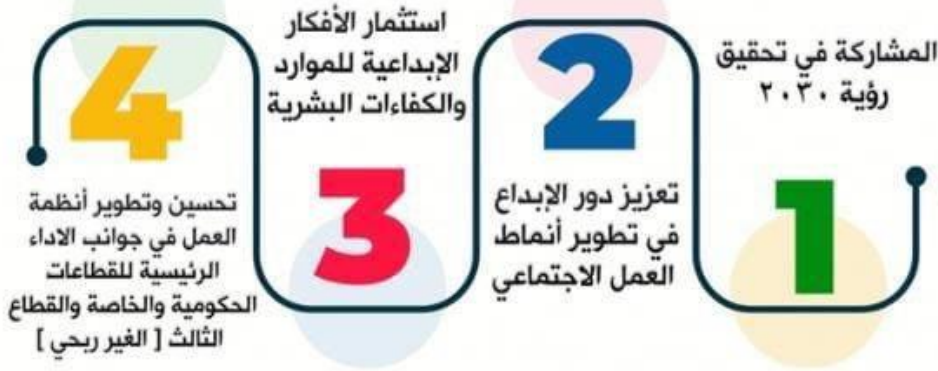 المشاركة في تحقيق
رؤية ٢٠٣٠
1
2
تعزيز دور الإبداع
في تطوير أنماط
العمل الاجتماعي
استثمار الأفكار
الإبداعية للموارد
والكفاءات البشرية
3
4
تحسين وتطوير أنظمة
العمل في جوانب الاداء
الرئيسية للقطاعات
الحكومية والخاصة والقطاع
الثالث [ الغير ربحي ]